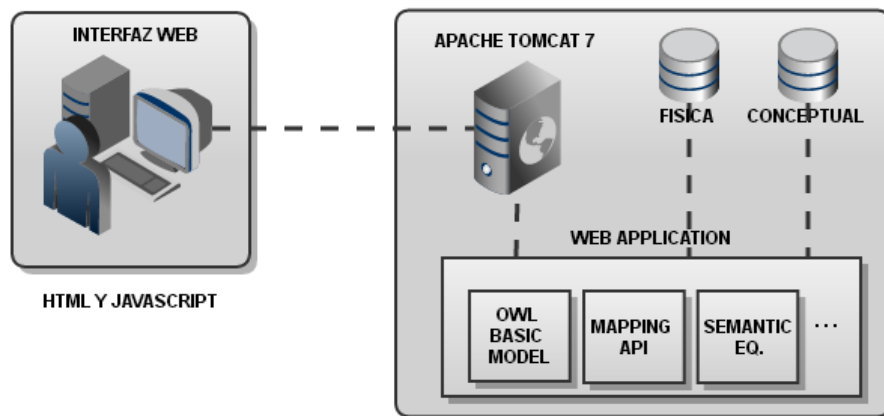 INTERFAZ WEB
HTML Y JAVASCRIPT
APACHE TOMCAT 7
FISICA
CONCEPTUAL
WEB APPLICATION
OWL
BASIC
MODEL
MAPPING
API
SEMANTIC
EQ.
...